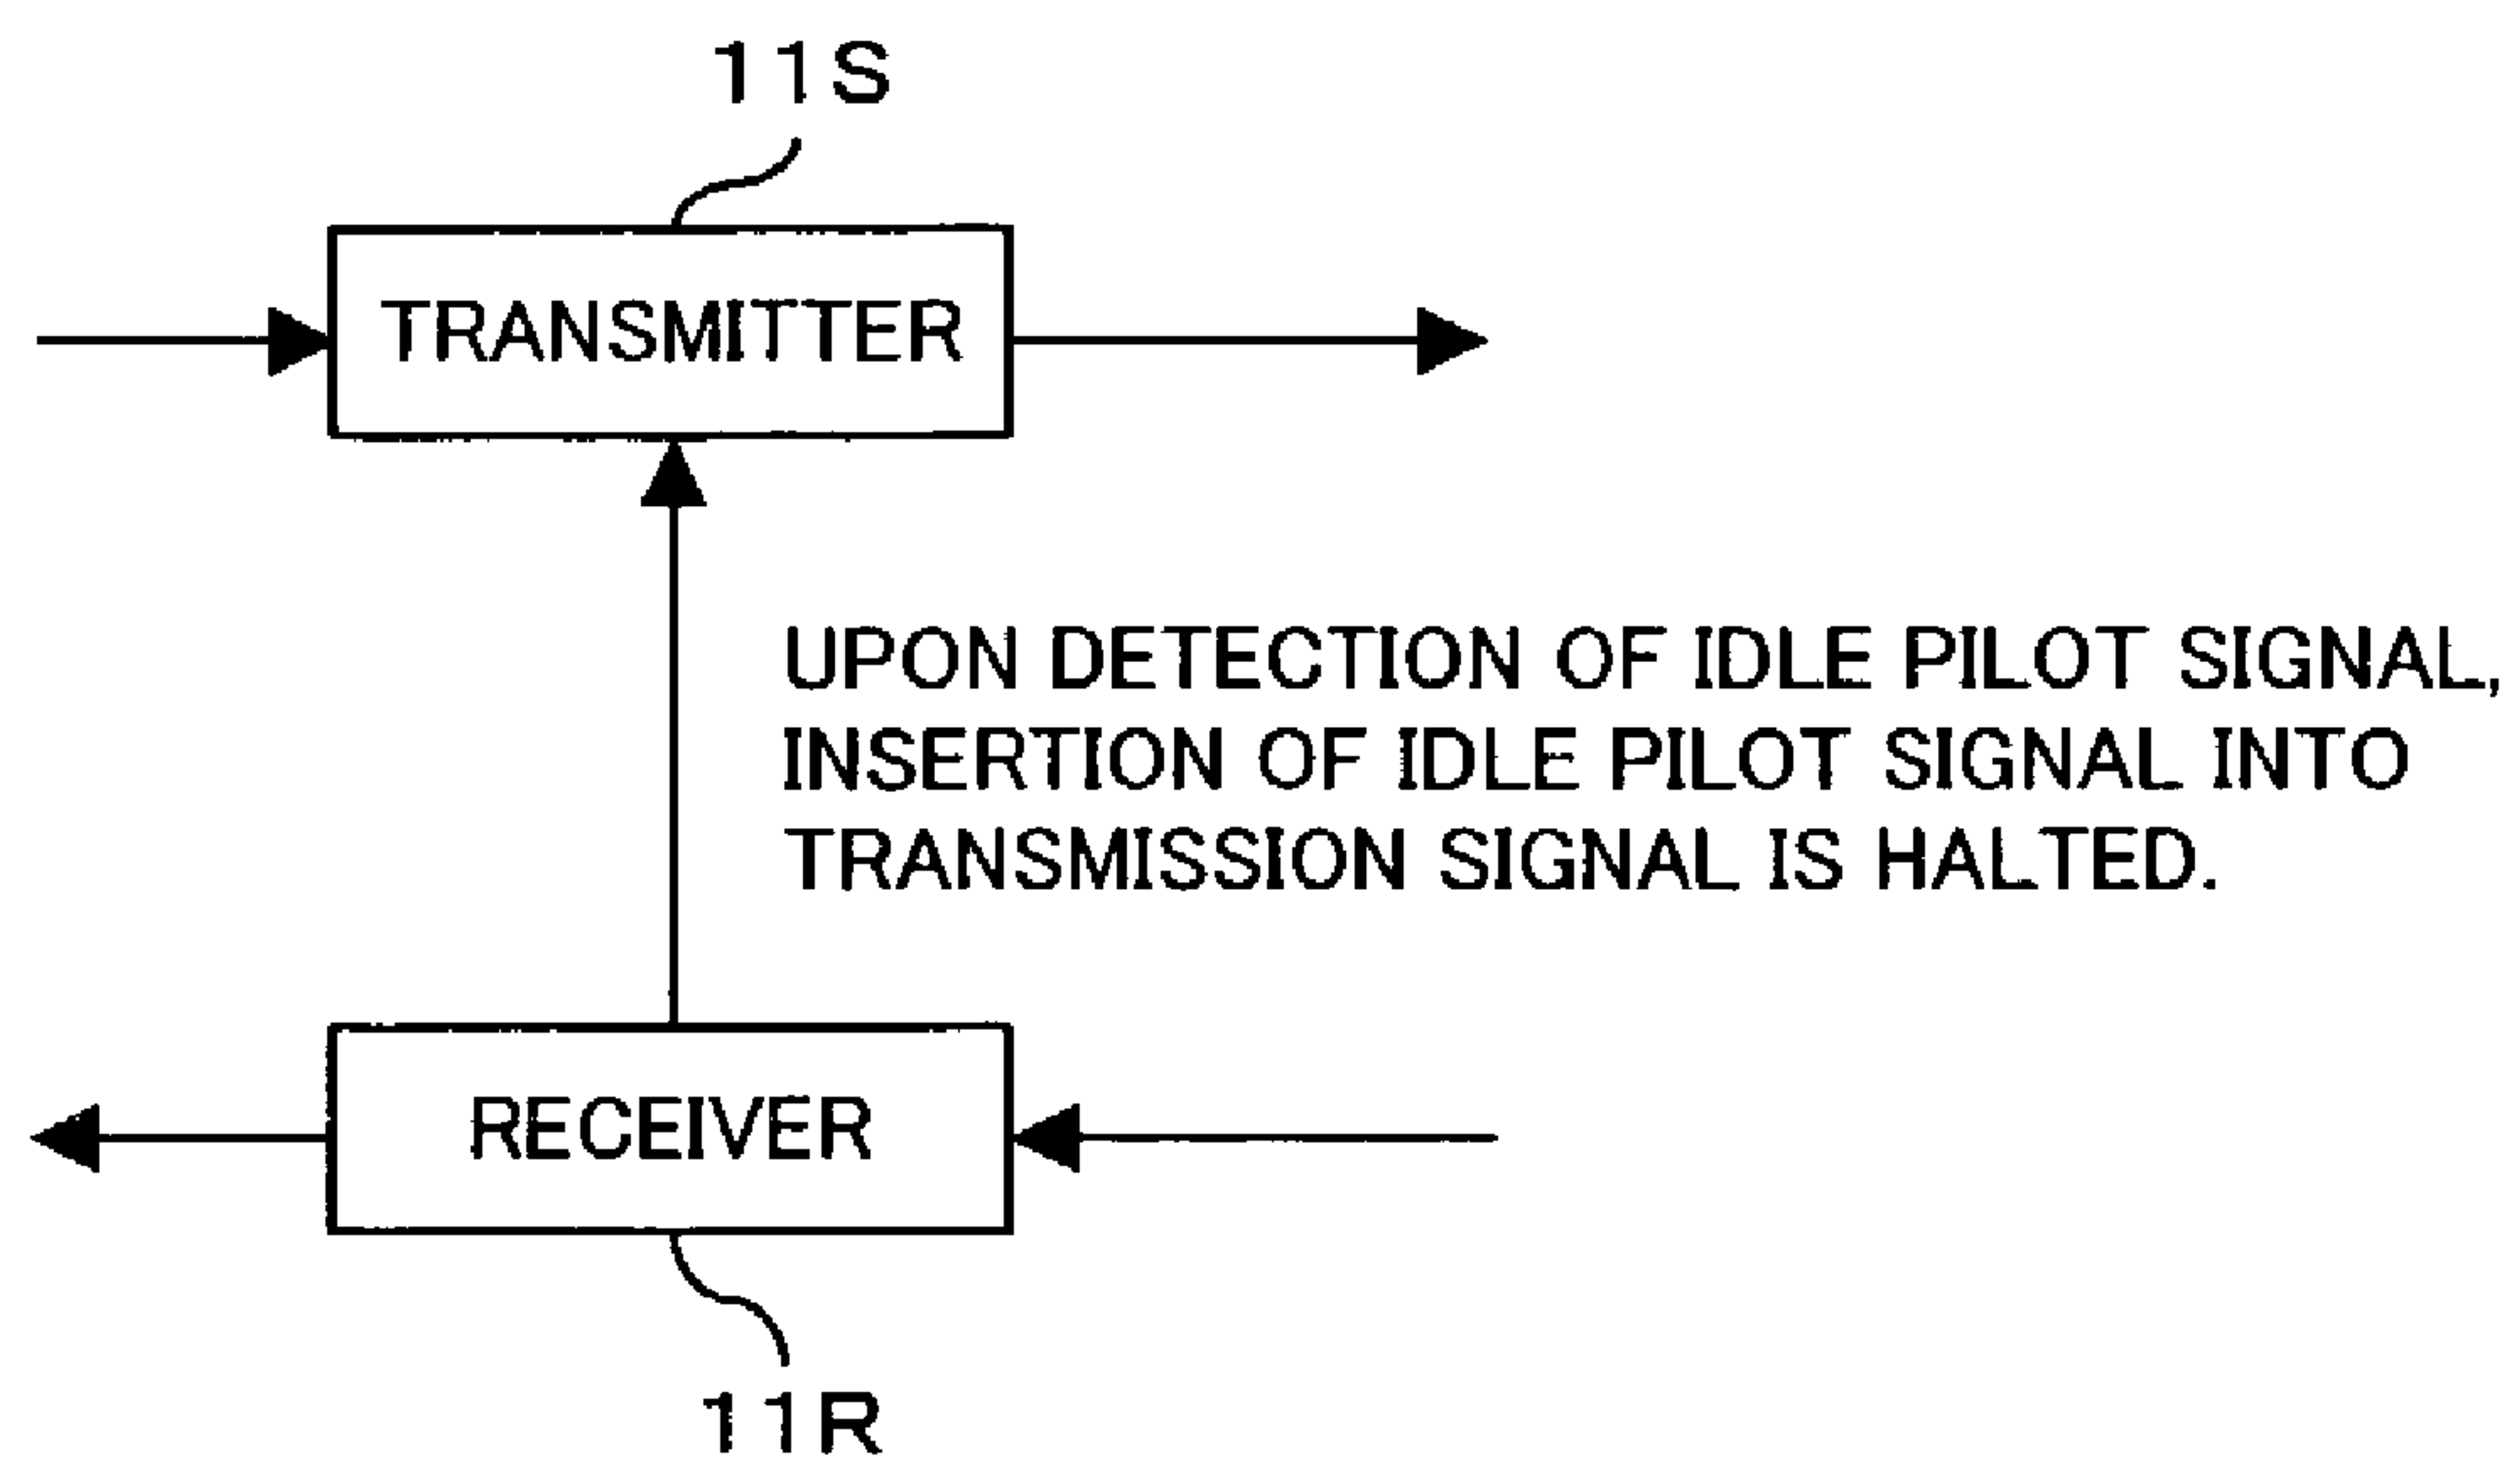 11S
TRANSMITTER
UPON DETECTION OF IDLE PILOT SIGNAL,
INSERTION OF IDLE PILOT SIGNAL INTO
TRANSMISSION SIGNAL IS HALTED.
RECEIVER
11R